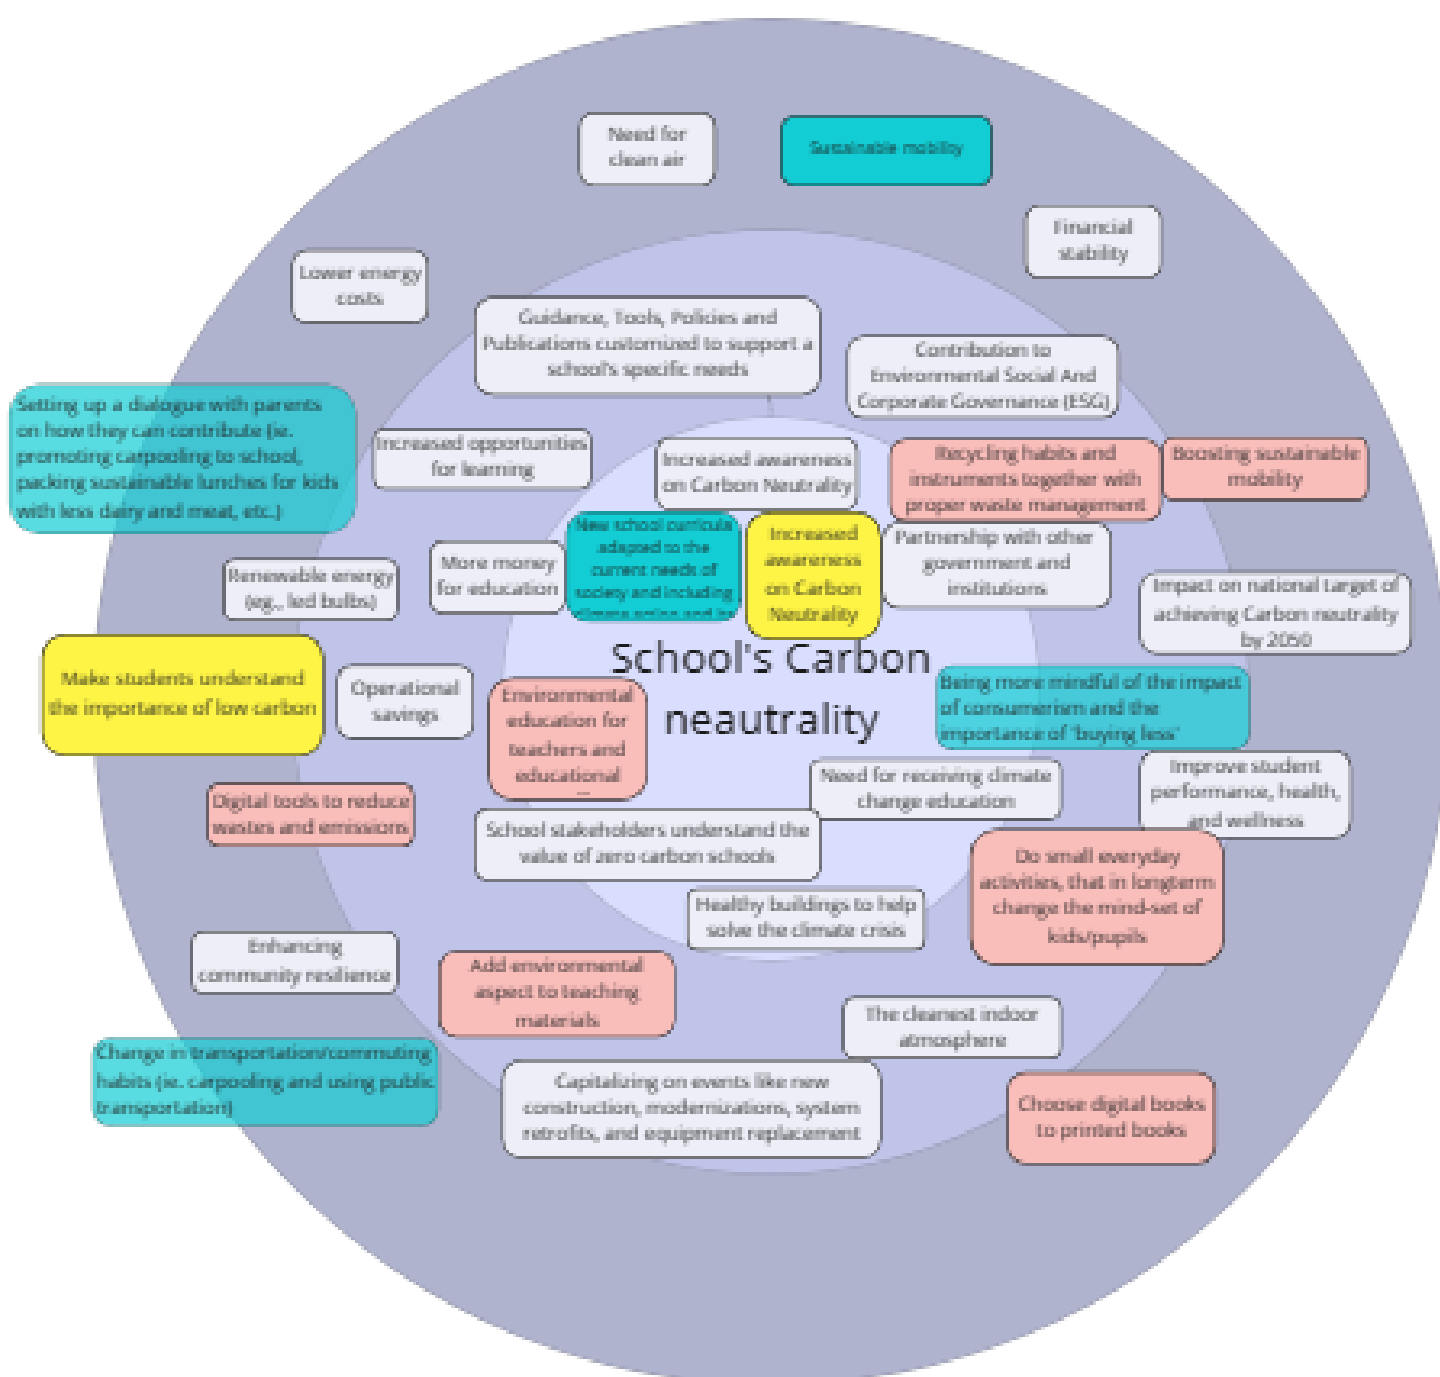 Need for
clean air
Sustainable mobility
Financial
stability
Lower energy
costs
Guidance, Tools, Policies and
Publications customized to support a
school's specific needs
Contribution to
Environmental Social And
Corporate Governance (ESG)
Setting up a dialogue with parents
on how they can contribute (ie.
promoting carpooling to school,
packing sustainable lunches for kids
with less dairy and meat, etc.)
Increased opportunities
for learning
Increased awareness
on Carbon Neutrality
Recycling habits and
instruments together with
proper waste management
Boosting sustainable
mobility
New school curricula
adapted to the
current needs of
society and including
climate action and
Increased
awareness
on Carbon
Neutrality
Partnership with other
government and
institutions
More money
for education
Renewable energy
(eg., led bulbs)
Impact on national target of
achieving Carbon neutrality
by 2050
School's Carbon
neautrality
Make students understand
the importance of low-carbon
Operational
savings
Environmental
education for
teachers and
educational
...
Being more mindful of the impact
of consumerism and the
importance of 'buying less'
Need for receiving climate
change education
Improve student
performance, health,
and wellness
Digital tools to reduce
wastes and emissions
School stakeholders understand the
value of zero carbon schools
Do small everyday
activities, that in longterm
change the mind-set of
kids/pupils
Healthy buildings to help
solve the climate crisis
Enhancing
community resilience
Add environmental
aspect to teaching
materials
The cleanest indoor
atmosphere
Change in transportation/commuting
habits (ie. carpooling and using public
transportation)
Capitalizing on events like new
construction, modernizations, system
retrofits, and equipment replacement
Choose digital books
to printed books